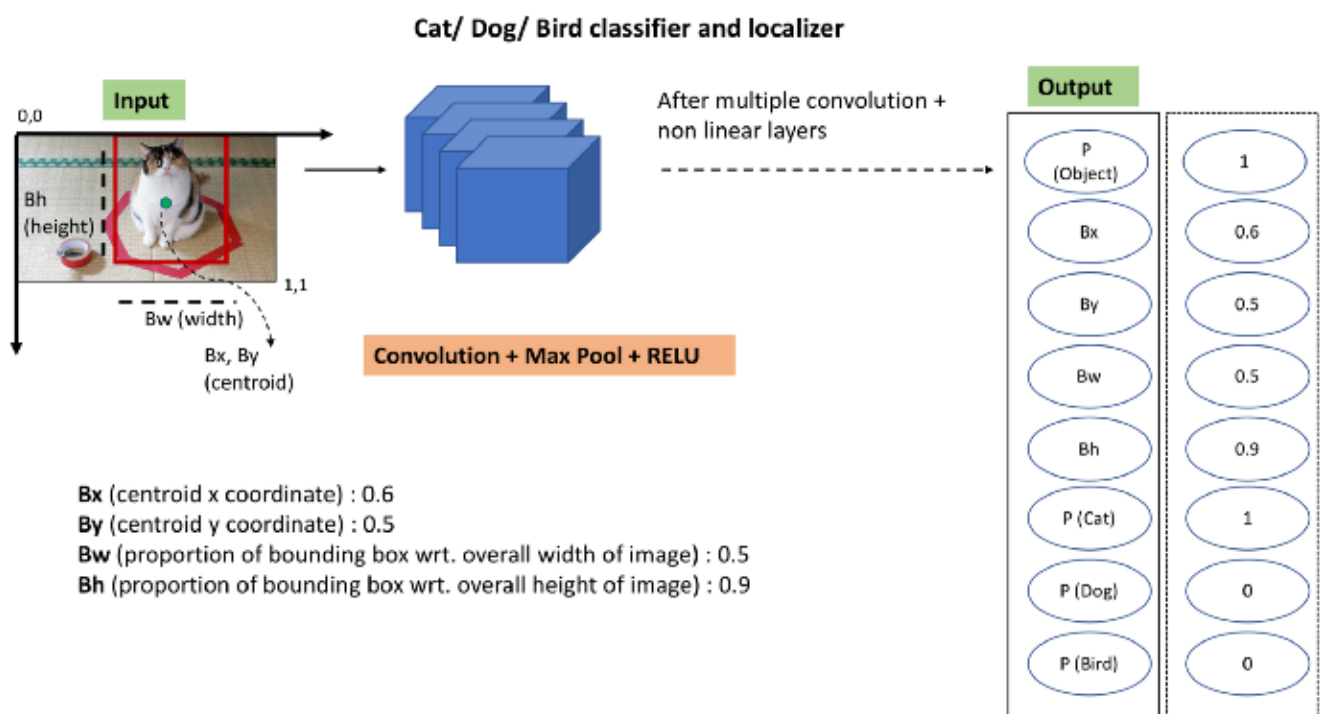 Cat/ Dog/ Bird classifier and localizer
Input
0,0
Bh
(height)
1,1
Bw (width)
Bx, By
(centroid)
After multiple convolution +
non linear layers
Convolution + Max Pool + RELU
Bx (centroid x coordinate) : 0.6
By (centroid y coordinate) : 0.5
Bw (proportion of bounding box wrt. overall width of image) : 0.5
Bh (proportion of bounding box wrt. overall height of image) : 0.9
Output
P
(Object)
1
Bx
0.6
By
0.5
Bw
0.5
Bh
0.9
P (Cat)
1
P (Dog)
0
P (Bird)
0